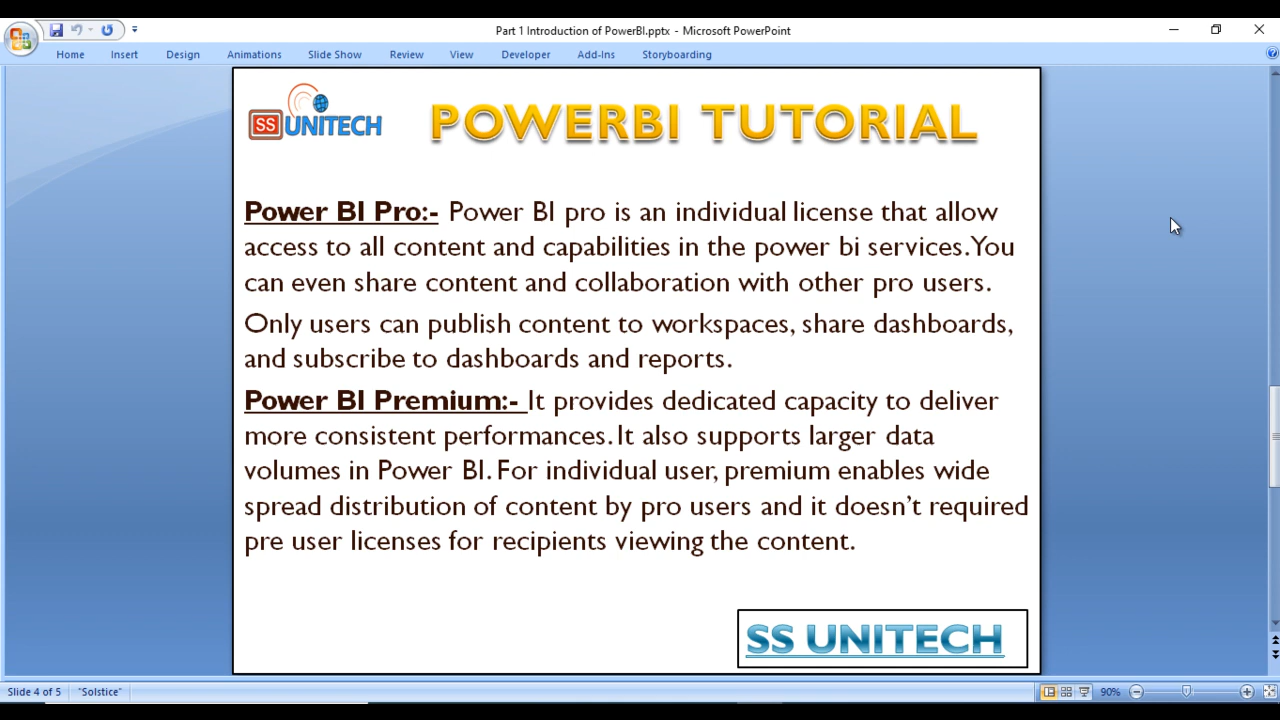 Part 1 Introduction of PowerBI.pptx - Microsoft PowerPoint
Home Insert Design Animations Slide Show Review View Developer Add-Ins Storyboarding
SS UNITECH
POWERBI TUTORIAL
Power BI Pro:- Power BI pro is an individual license that allow
access to all content and capabilities in the power bi services. You
can even share content and collaboration with other pro users.
Only users can publish content to workspaces, share dashboards,
and subscribe to dashboards and reports.
Power BI Premium:- It provides dedicated capacity to deliver
more consistent performances. It also supports larger data
volumes in Power BI. For individual user, premium enables wide
spread distribution of content by pro users and it doesn’t required
pre user licenses for recipients viewing the content.
SS UNITECH
Slide 4 of 5 "Solstice" 90%